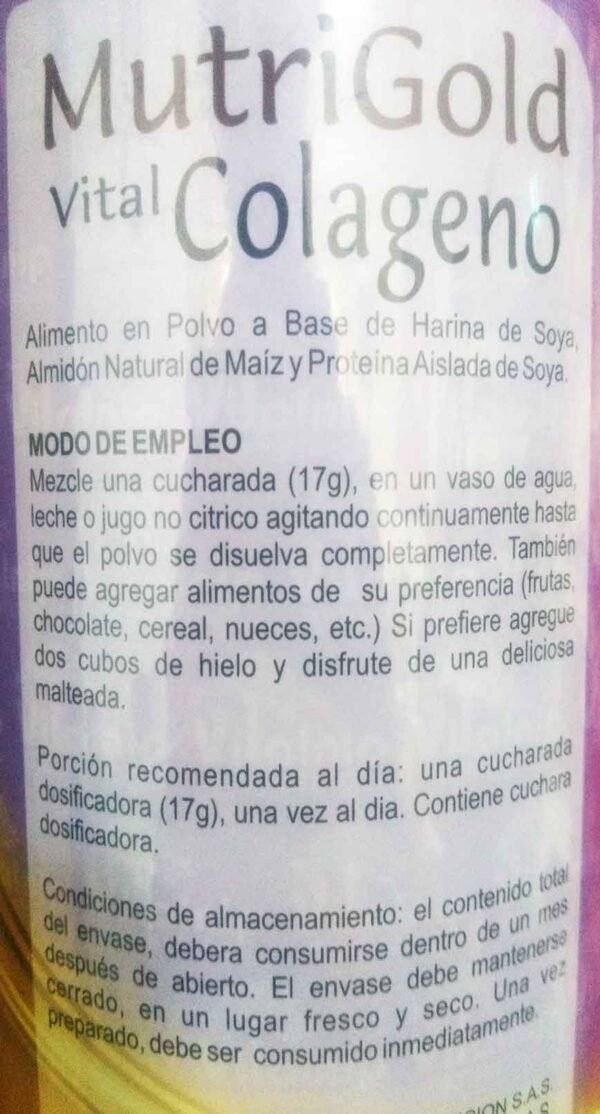 MutriGold
Vital Colageno
Alimento en Polvo a Base de Harina de Soya,
Almidón Natural de Maíz y Proteína Aislada de Soya.
MODO DE EMPLEO
Mezcle una cucharada (17g), en un vaso de agua,
leche o jugo no citrico agitando continuamente hasta
que el polvo se disuelva completamente. También
puede agregar alimentos de su preferencia (frutas,
chocolate, cereal, nueces, etc.) Si prefiere agregue
dos cubos de hielo y disfrute de una deliciosa
malteada.
Porción recomendada al día: una cucharada
dosificadora (17g), una vez al dia. Contiene cuchara
dosificadora.
Condiciones de almacenamiento: el contenido total
del envase, debera consumirse dentro de un mes
después de abierto. El envase debe mantenerse
cerrado, en un lugar fresco y seco. Una vez
preparado, debe ser consumido inmediatamente.
S.A.S.